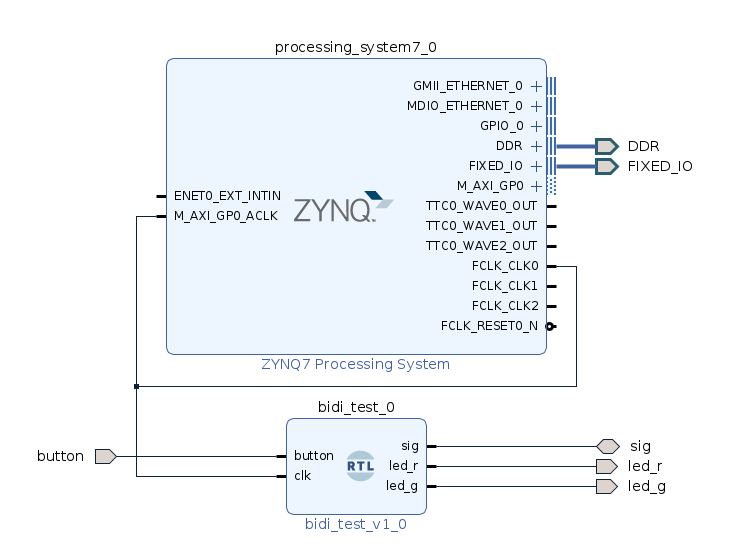 processing_system7_0
GMII_ETHERNET_0
MDIO_ETHERNET_0
GPIO_0
DDR
DDR
FIXED_IO
FIXED_IO
M_AXI_GP0
ENET0_EXT_INTIN
TTC0_WAVE0_OUT
M_AXI_GP0_ACLK
ZYNQ
TTC0_WAVE1_OUT
TTC0_WAVE2_OUT
FCLK_CLK0
FCLK_CLK1
FCLK_CLK2
FCLK_RESET0_N
ZYNQ7 Processing System
bidi_test_0
button
button
clk
RTL
sig
led_r
led_g
sig
led_r
led_g
bidi_test_v1_0